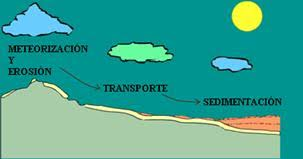 METEORIZACIÓN
Y
EROSIÓN
TRANSPORTE
SEDIMENTACIÓN